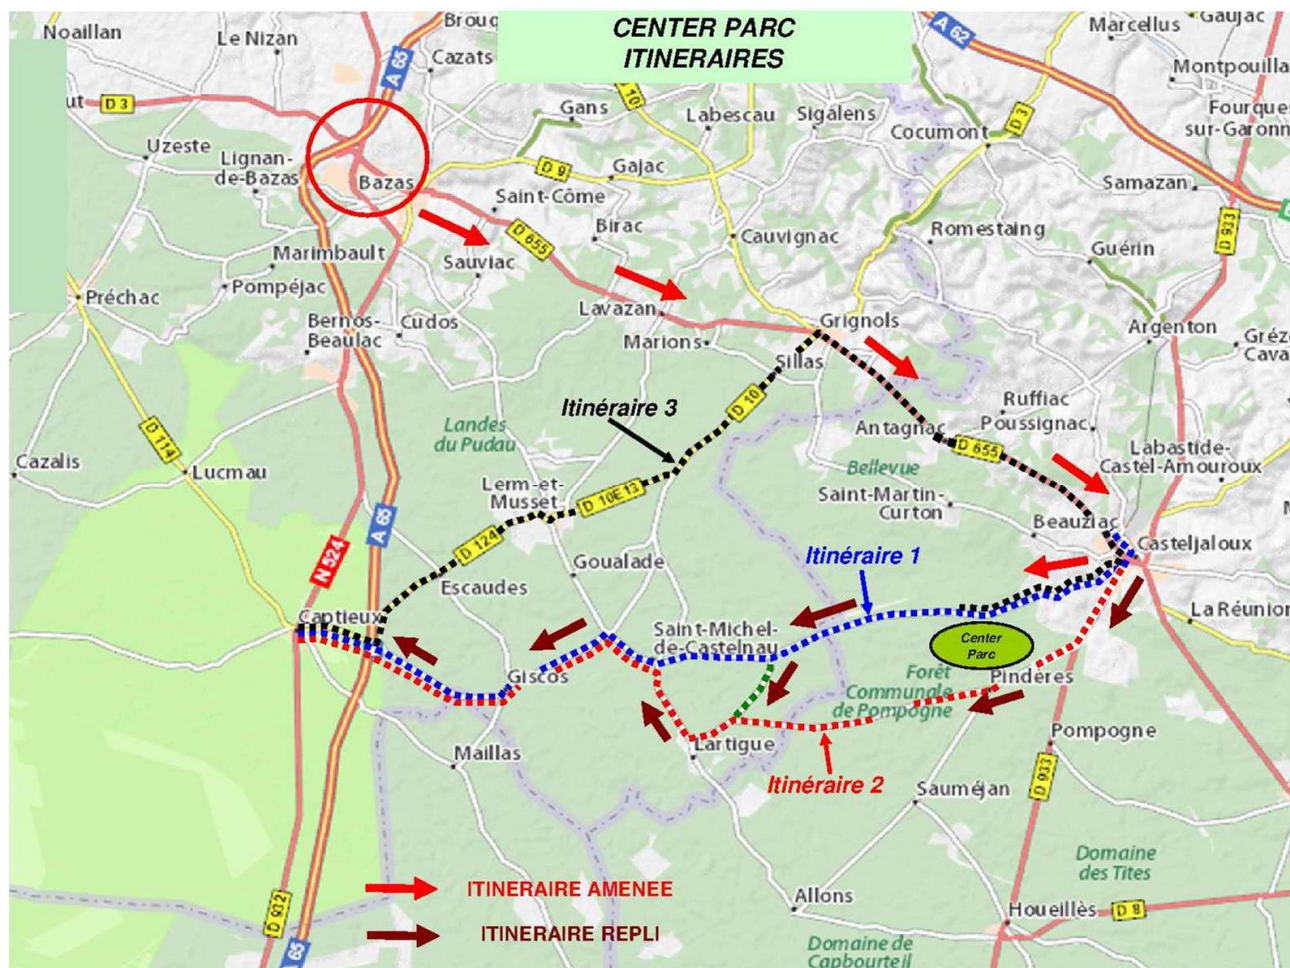 CENTER PARC
ITINERAIRES
Noaillan
Le Nizan
A 65
Cazats
A 62
Marcellus
Gaujac
Montpouilla
D 3
Gans
D 10
Labescau
Sigalens
Cocumont
D 3
Fourques
sur-Garonn
Uzeste
Lignan-
de-Bazas
Bazas
D 9
Gajac
Saint-Côme
Samazan
D 933
Marimbault
Sauviac
D 655
Birac
Cauvignac
Romestaing
Guérin
Pompéjac
Préchac
Bernos-
Beaulac
Cudos
Lavazan
Marions
Grignols
Sillas
Argenton
Gréz
Cava
Itinéraire 3
D 10
Ruffiac
Poussignac
Antagnac
D 655
Landes
du Pudau
D 114
Cazalis
Lucmau
Bellevue
Labastide-
Castel-Amouroux
Lerm-et-
Musset
D 10E 13
Saint-Martin-
Curton
Beauziac
A 65
D 124
N 524
Goualade
Itinéraire 1
Casteljaloux
Escaudes
Captieux
Saint-Michel-
de-Castelnau
Center
Parc
La Réunion
Giscos
Forêt
Communale
de Pompogne
Pindères
Maillas
Lartigue
Itinéraire 2
Pompogne
D 933
Sauméjan
Domaine
des Tites
ITINERAIRE AMENEE
Allons
Houeillès
D 8
D 932
ITINERAIRE REPLI
A 65
Domaine de
Capbourteil